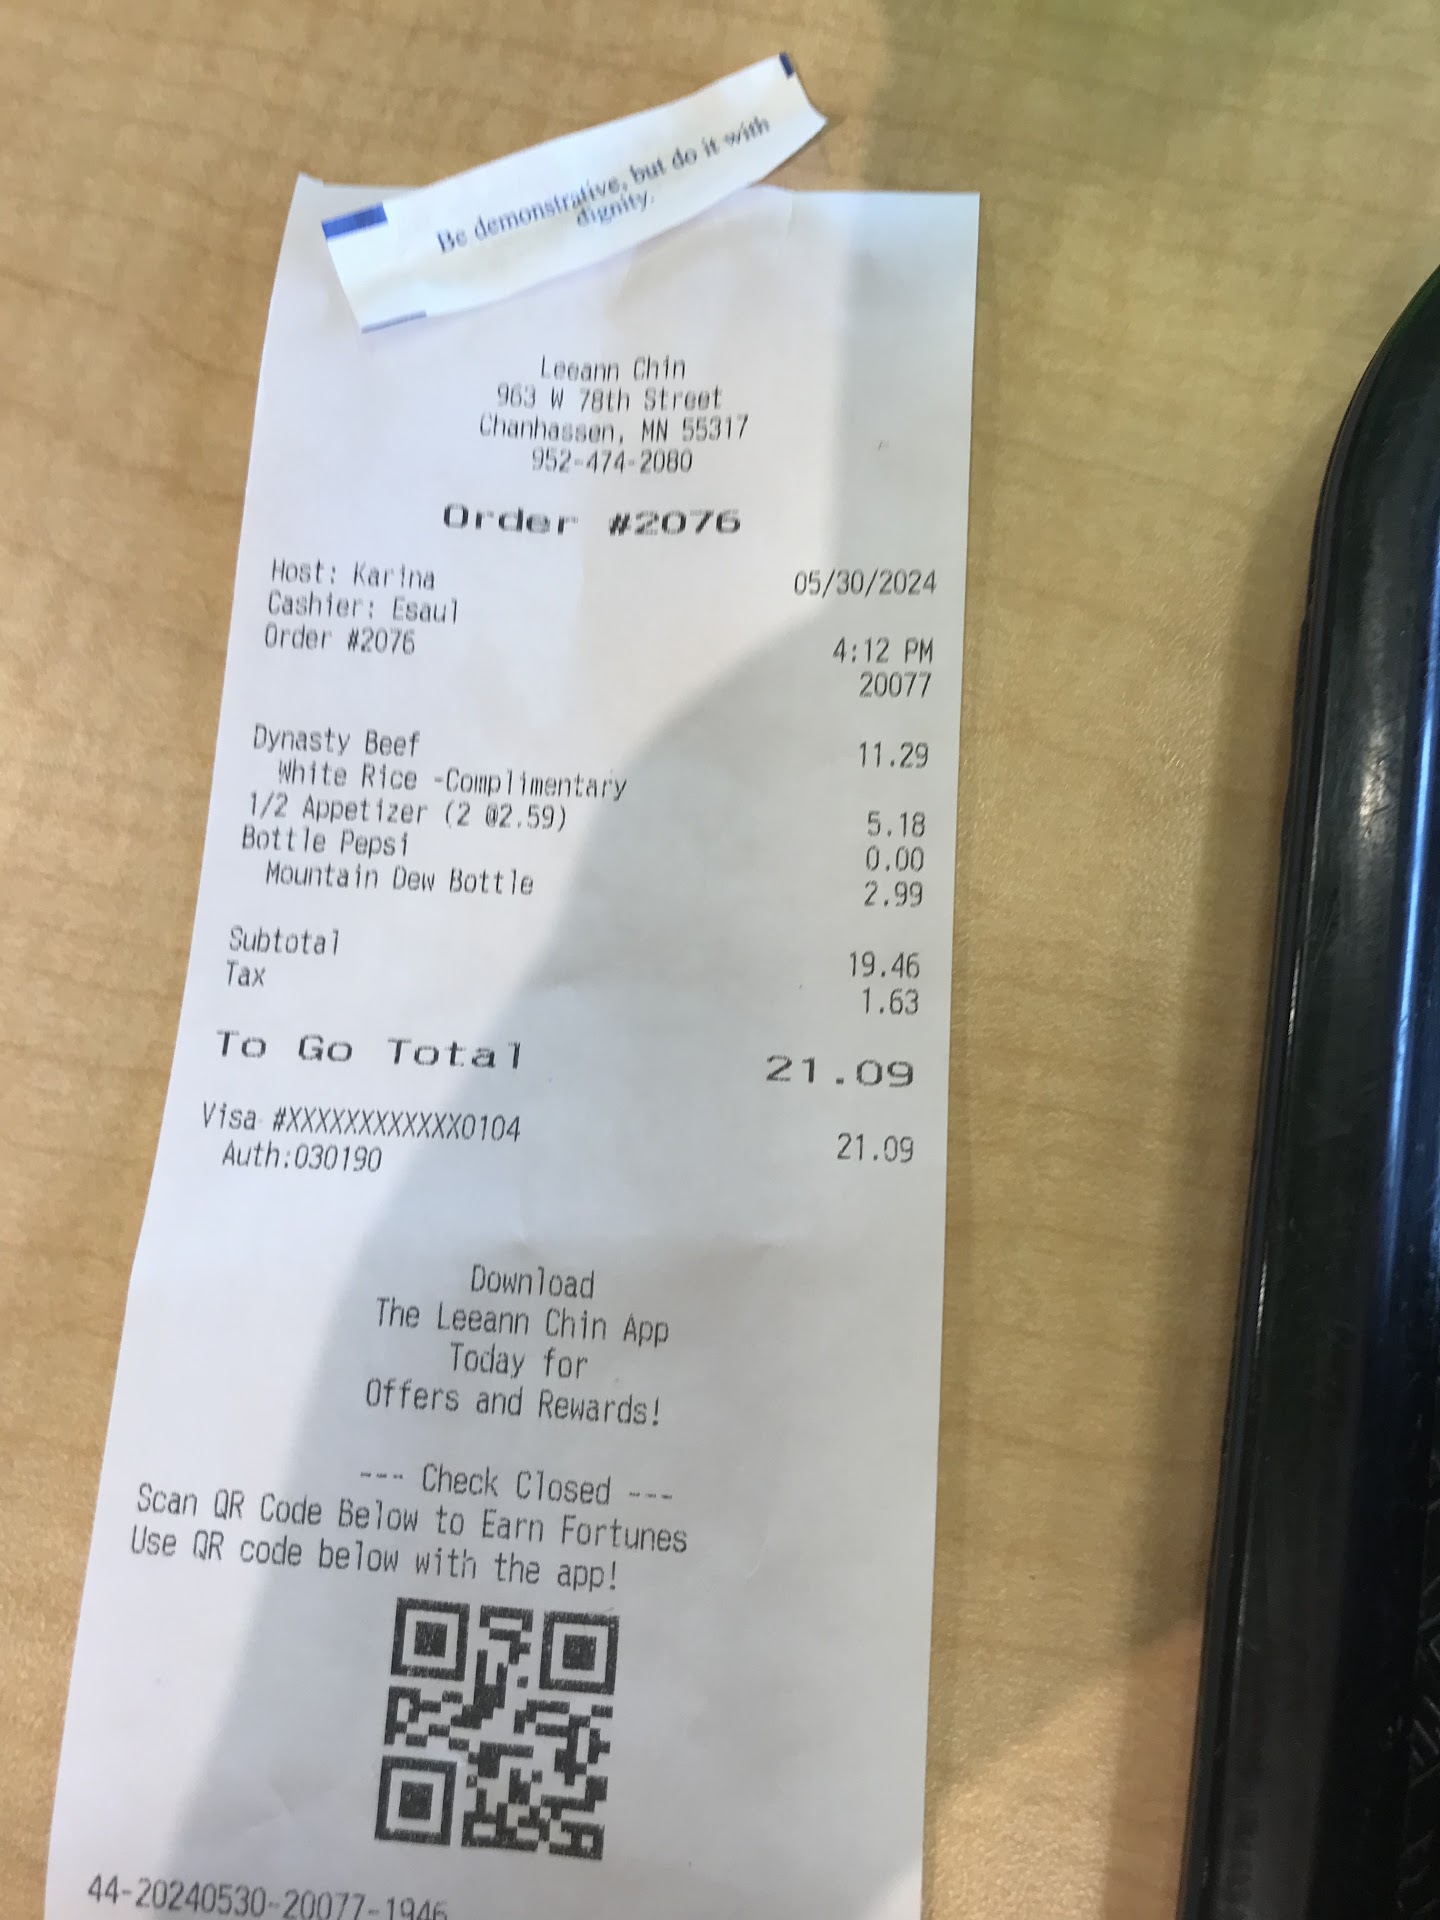 Be demonstrative, but do it with
dignity.
Leeann Chin
963 W 78th Street
Chanhassen, MN 55317
952-474-2080
Order #2076
Host: Karina 05/30/2024
Cashier: Esaul
Order #2076 4:12 PM
20077
Dynasty Beef 11.29
White Rice -Complimentary
1/2 Appetizer (2 @2.59) 5.18
Bottle Pepsi 0.00
Mountain Dew Bottle 2.99
Subtotal 19.46
Tax 1.63
To Go Total 21.09
Visa #XXXXXXXXXXXX0104 21.09
Auth:030190
Download
The Leeann Chin App
Today for
Offers and Rewards!
--- Check Closed ---
Scan QR Code Below to Earn Fortunes
Use QR code below with the app!
44-20240530-20077-1946